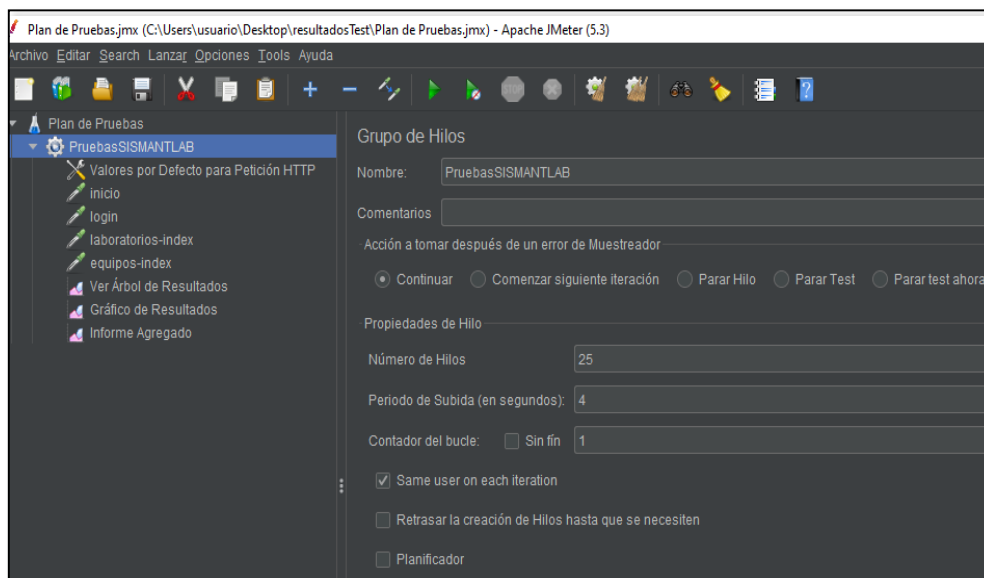 Plan de Pruebas.jmx (C:\Users\usuario\Desktop\resultadosTest\Plan de Pruebas.jmx) - Apache JMeter (5.3)
Archivo Editar Search Lanzar Opciones Tools Ayuda
STOP
?
Plan de Pruebas
PruebasSISMANTLAB
Valores por Defecto para Petición HTTP
inicio
login
laboratorios-index
equipos-index
Ver Árbol de Resultados
Gráfico de Resultados
Informe Agregado
Grupo de Hilos
Nombre: PruebasSISMANTLAB
Comentarios
Acción a tomar después de un error de Muestreador
Continuar Comenzar siguiente iteración Parar Hilo Parar Test Parar test ahora
Propiedades de Hilo
Número de Hilos 25
Periodo de Subida (en segundos): 4
Contador del bucle: Sin fín 1
Same user on each iteration
Retrasar la creación de Hilos hasta que se necesiten
Planificador